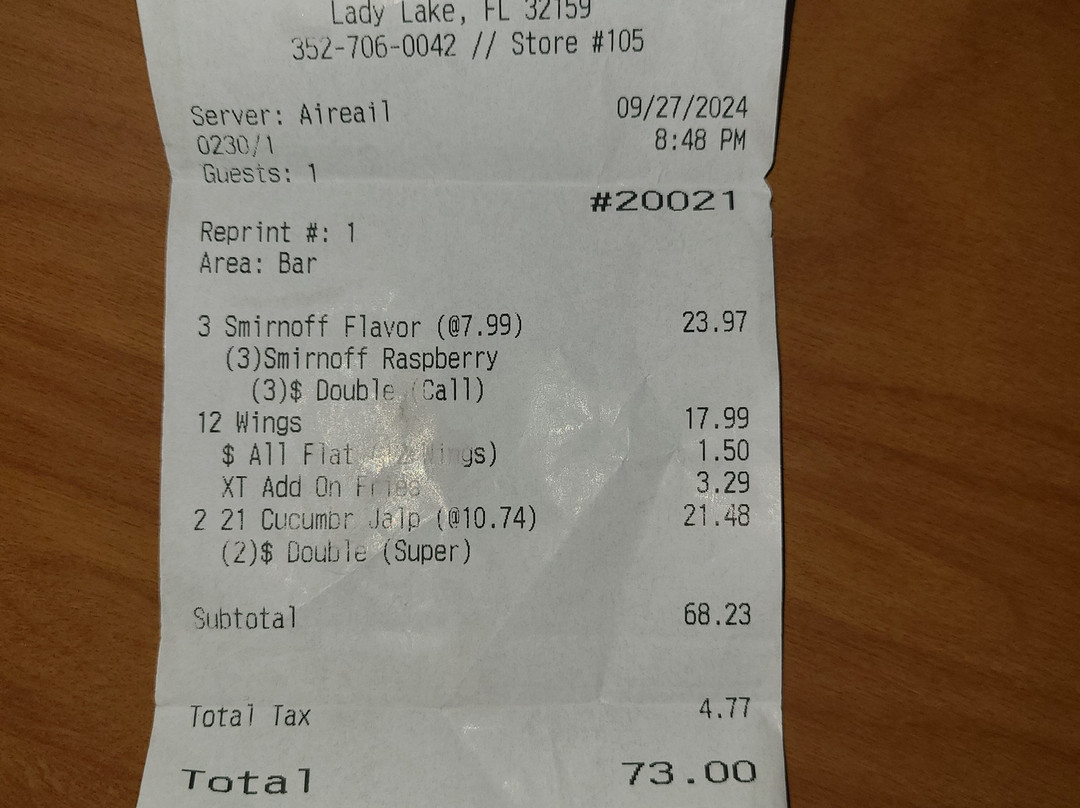 Lady Lake, FL 32159
352-706-0042 // Store #105
Server: Aireail 09/27/2024
0230/1 8:48 PM
Guests: 1
#20021
Reprint #: 1
Area: Bar
3 Smirnoff Flavor (@7.99) 23.97
(3)Smirnoff Raspberry
(3)$ Double (Call)
12 Wings 17.99
$ All Flat (12 Wings) 1.50
XT Add On Fries 3.29
2 21 Cucumbr Jalp (@10.74) 21.48
(2)$ Double (Super)
Subtotal 68.23
Total Tax 4.77
Total 73.00